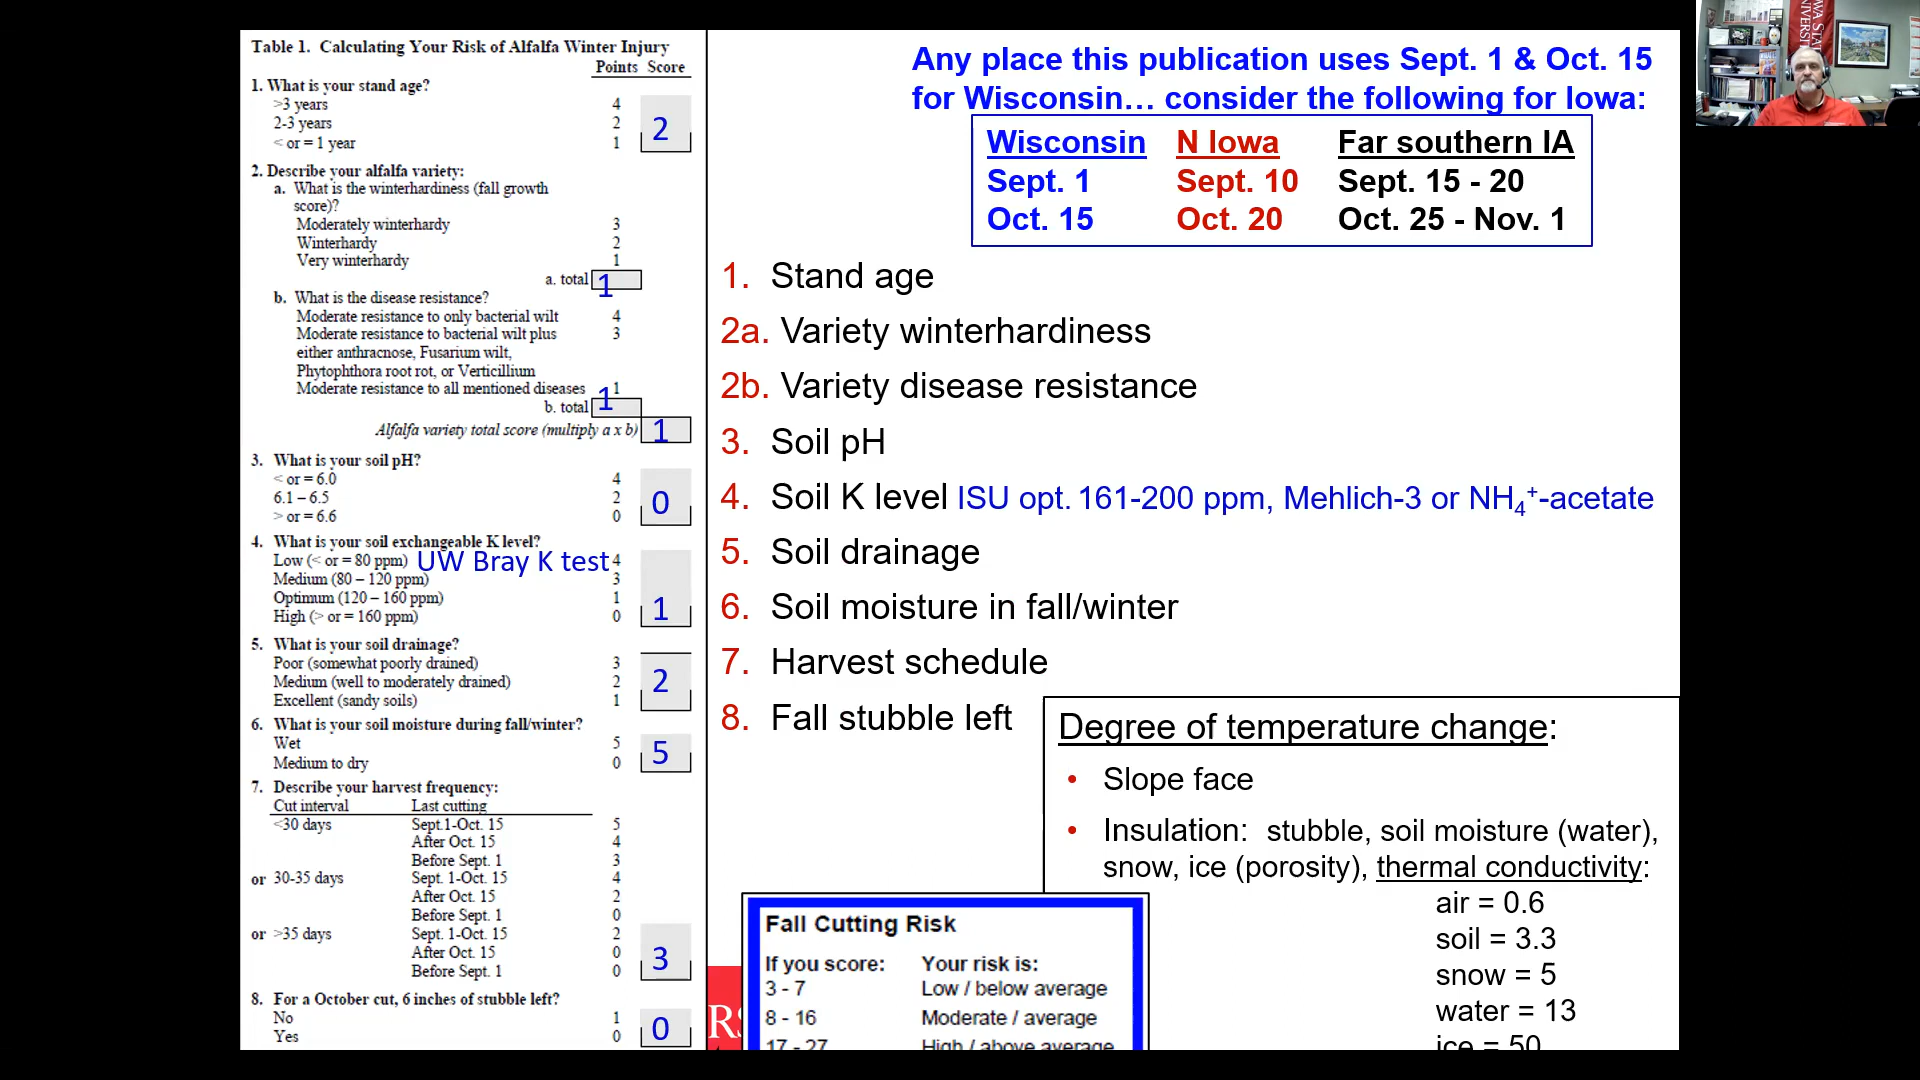 Table 1. Calculating Your Risk of Alfalfa Winter Injury
Points Score
1. What is your stand age?
>3 years 4
2-3 years 2
< or = 1 year 1
2
2. Describe your alfalfa variety:
a. What is the winterhardiness (fall growth
score)?
Moderately winterhardy 3
Winterhardy 2
Very winterhardy 1
a. total 1
b. What is the disease resistance?
Moderate resistance to only bacterial wilt 4
Moderate resistance to bacterial wilt plus 3
either anthracnose, Fusarium wilt,
Phytophthora root rot, or Verticillium
Moderate resistance to all mentioned diseases 1
b. total 1
Alfalfa variety total score (multiply a x b) 1
3. What is your soil pH?
< or = 6.0 4
6.1 – 6.5 2
> or = 6.6 0
0
4. What is your soil exchangeable K level?
Low (< or = 80 ppm) UW Bray K test 4
Medium (80 – 120 ppm) 3
Optimum (120 – 160 ppm) 1
High (> or = 160 ppm) 0
1
5. What is your soil drainage?
Poor (somewhat poorly drained) 3
Medium (well to moderately drained) 2
Excellent (sandy soils) 1
2
6. What is your soil moisture during fall/winter?
Wet 5
Medium to dry 0
5
7. Describe your harvest frequency:
Cut interval Last cutting
<30 days Sept.1-Oct. 15 5
After Oct. 15 4
Before Sept. 1 3
or 30-35 days Sept. 1-Oct. 15 4
After Oct. 15 2
Before Sept. 1 0
or >35 days Sept. 1-Oct. 15 2
After Oct. 15 0
Before Sept. 1 0
3
8. For a October cut, 6 inches of stubble left?
No 1
Yes 0
0
Any place this publication uses Sept. 1 & Oct. 15
for Wisconsin… consider the following for Iowa:
Wisconsin N Iowa Far southern IA
Sept. 1 Sept. 10 Sept. 15 - 20
Oct. 15 Oct. 20 Oct. 25 - Nov. 1
1. Stand age
2a. Variety winterhardiness
2b. Variety disease resistance
3. Soil pH
4. Soil K level ISU opt. 161-200 ppm, Mehlich-3 or NH4+-acetate
5. Soil drainage
6. Soil moisture in fall/winter
7. Harvest schedule
8. Fall stubble left
Degree of temperature change:
• Slope face
• Insulation: stubble, soil moisture (water),
snow, ice (porosity), thermal conductivity:
air = 0.6
soil = 3.3
snow = 5
water = 13
ice = 50
Fall Cutting Risk
If you score: Your risk is:
3 - 7 Low / below average
8 - 16 Moderate / average
17 - 27 High / above average